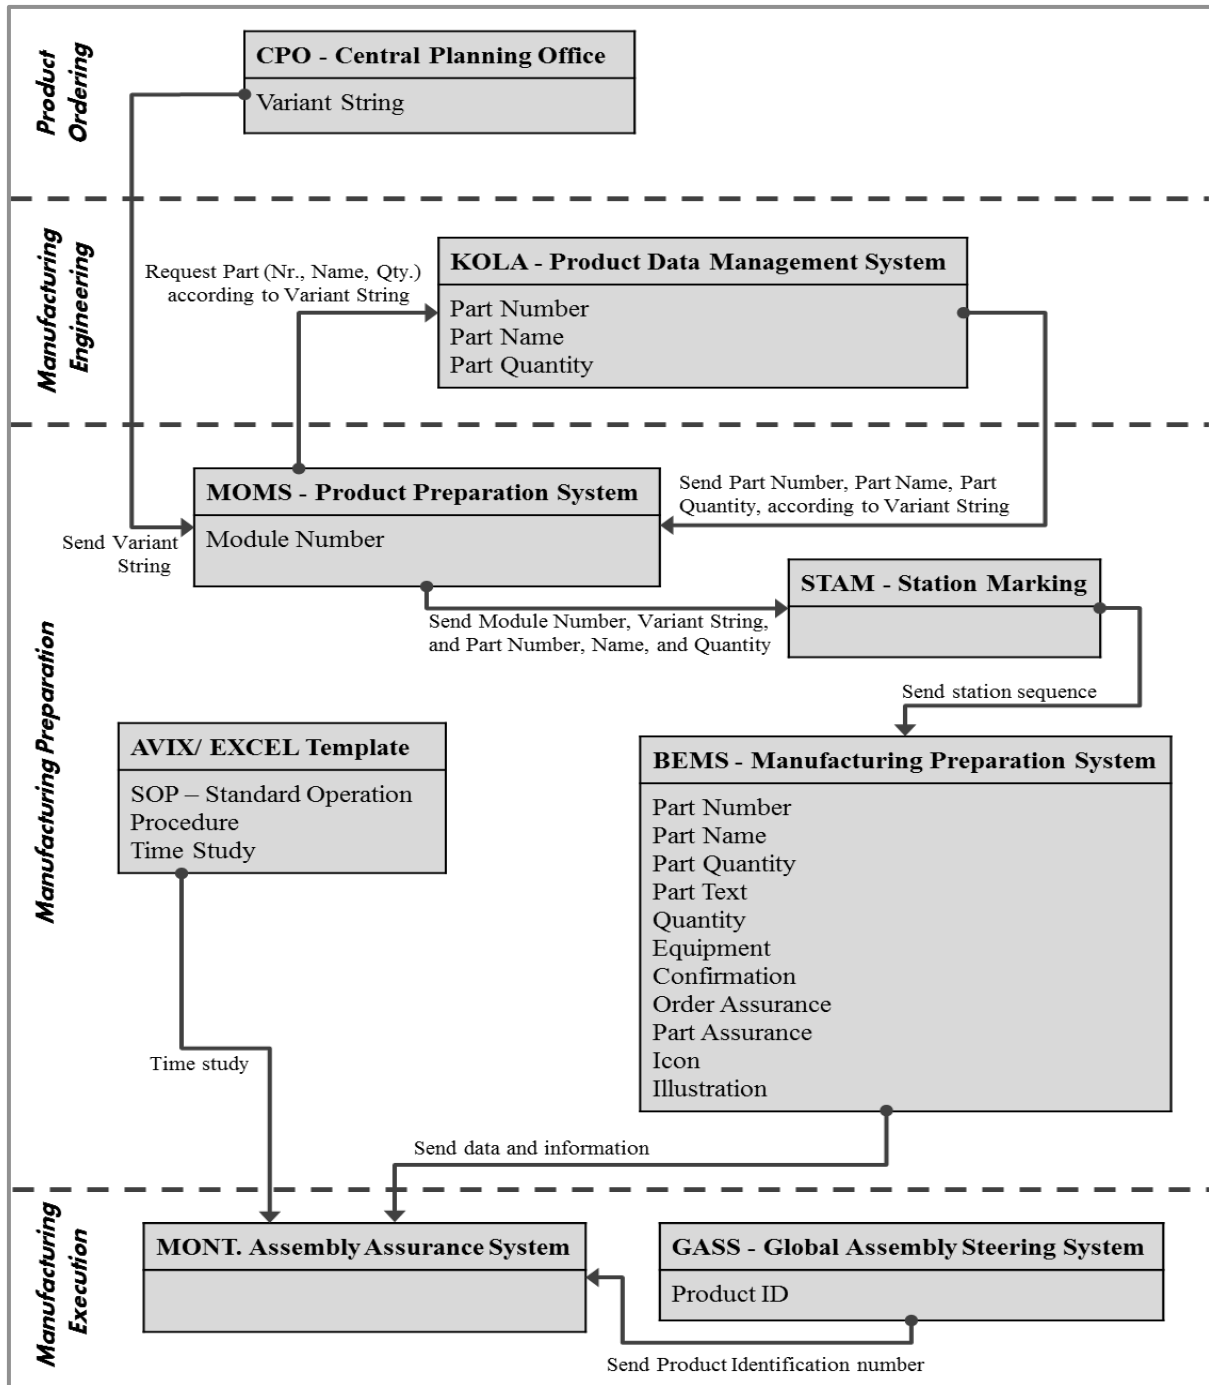 Product
Ordering
CPO - Central Planning Office
Variant String
Manufacturing
Engineering
Request Part (Nr., Name, Qty.)
according to Variant String
KOLA - Product Data Management System
Part Number
Part Name
Part Quantity
Manufacturing Preparation
MOMS - Product Preparation System
Module Number
Send Variant
String
Send Part Number, Part Name, Part
Quantity, according to Variant String
STAM - Station Marking
Send Module Number, Variant String,
and Part Number, Name, and Quantity
Send station sequence
AVIX/ EXCEL Template
SOP – Standard Operation
Procedure
Time Study
BEMS - Manufacturing Preparation System
Part Number
Part Name
Part Quantity
Part Text
Quantity
Equipment
Confirmation
Order Assurance
Part Assurance
Icon
Illustration
Time study
Send data and information
Manufacturing
Execution
MONT. Assembly Assurance System
GASS - Global Assembly Steering System
Product ID
Send Product Identification number